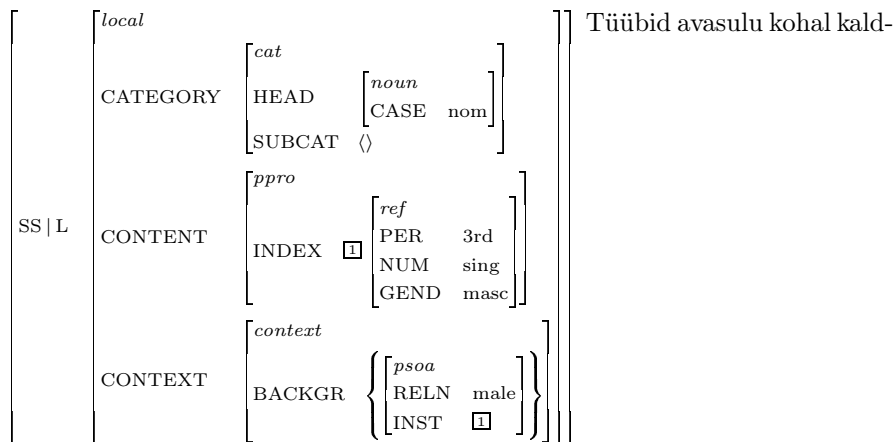 local Tüübid avasulu kohal kald-
cat
CATEGORY HEAD noun
CASE nom
SUBCAT ⟨⟩
ppro
SS | L CONTENT INDEX 1 ref
PER 3rd
NUM sing
GEND masc
context
CONTEXT BACKGR psoa
RELN male
INST 1